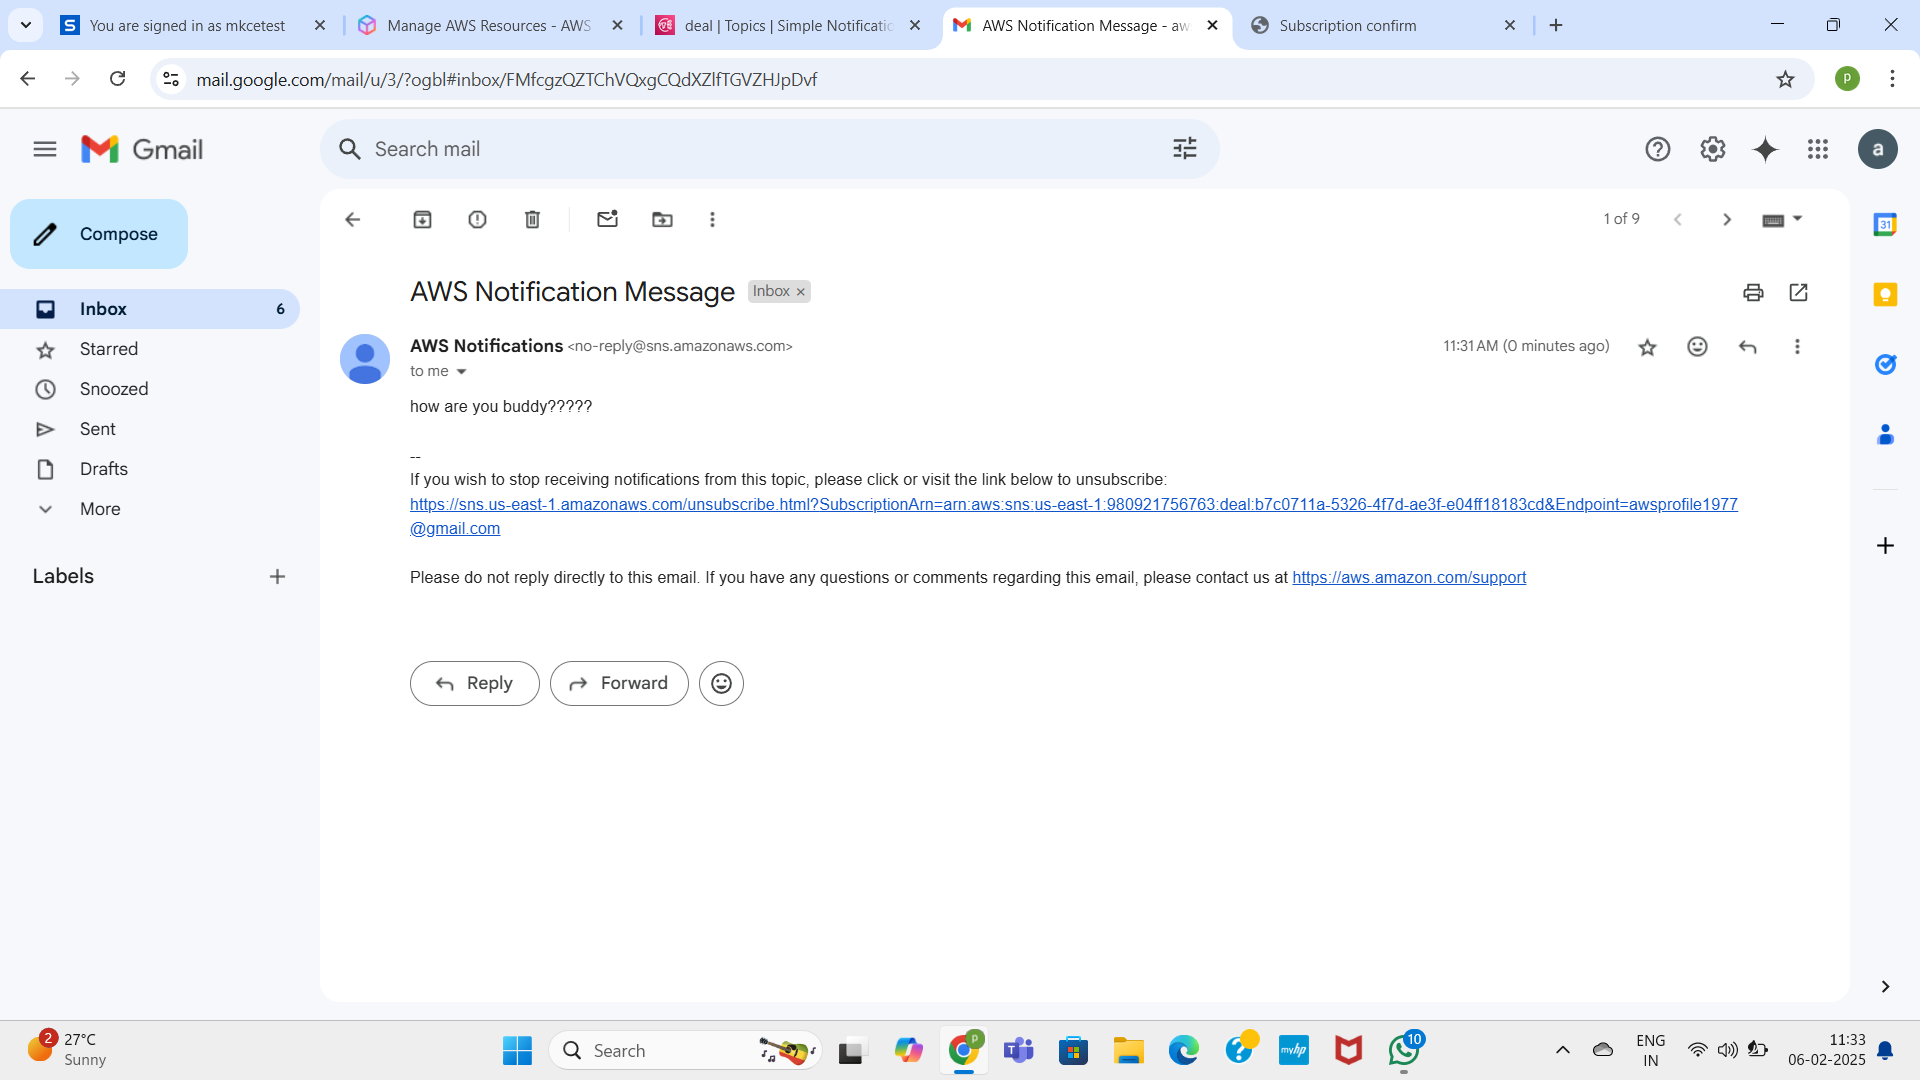 You are signed in as mkcetest
Manage AWS Resources - AWS
deal | Topics | Simple Notificatio
AWS Notification Message - aw
Subscription confirm
mail.google.com/mail/u/3/?ogbl#inbox/FMfcgzQZTChVQxgCQdXZlfTGVZHJpDvf
P
Gmail
Search mail
a
Compose
1 of 9
31
AWS Notification Message
Inbox ×
Inbox 6
AWS Notifications <no-reply@sns.amazonaws.com>
11:31 AM (0 minutes ago)
to me
Starred
Snoozed
Sent
Drafts
More
Labels
how are you buddy?????
--
If you wish to stop receiving notifications from this topic, please click or visit the link below to unsubscribe:
https://sns.us-east-1.amazonaws.com/unsubscribe.html?SubscriptionArn=arn:aws:sns:us-east-1:980921756763:deal:b7c0711a-5326-4f7d-ae3f-e04ff18183cd&Endpoint=awsprofile1977
@gmail.com
Please do not reply directly to this email. If you have any questions or comments regarding this email, please contact us at https://aws.amazon.com/support
Reply
Forward
2
27°C
Sunny
Search
P
myhp
10
ENG
IN
11:33
06-02-2025